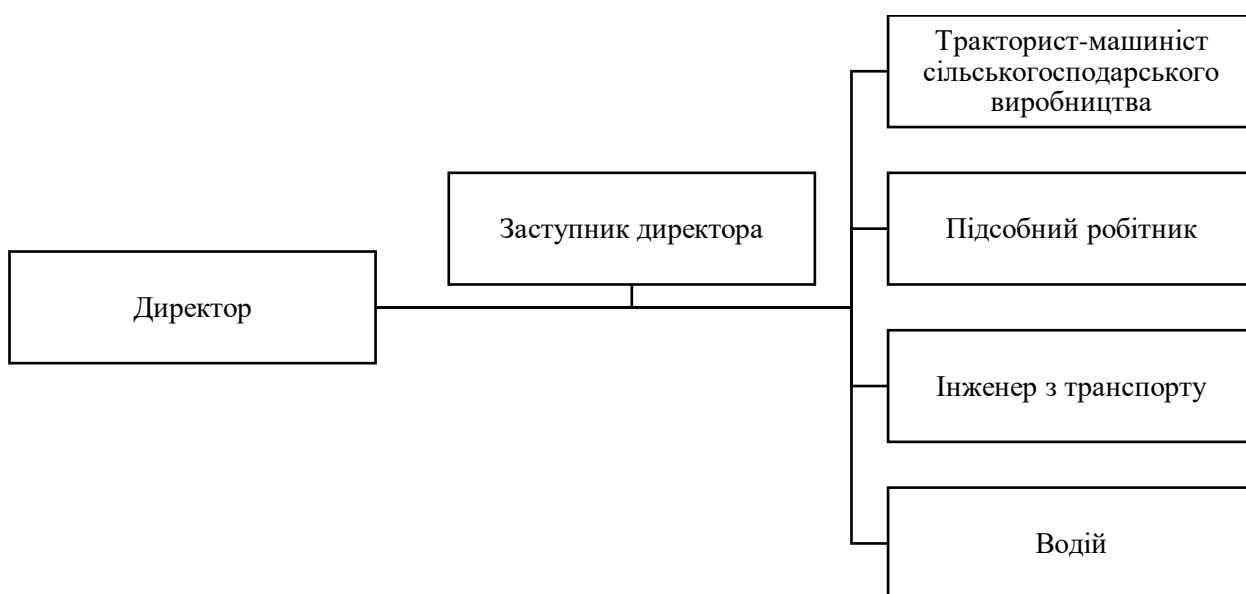 Тракторист-машиніст
сільськогосподарського
виробництва
Заступник директора
Підсобний робітник
Директор
Інженер з транспорту
Водій